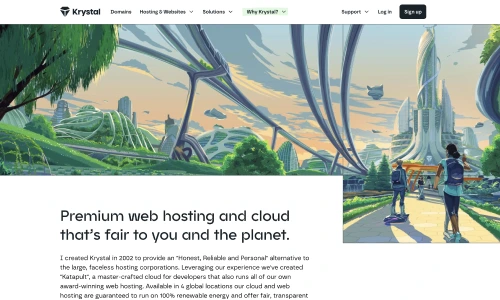 Krystal Domains Hosting & Websites Solutions Why Krystal? Support Log in Sign up
Premium web hosting and cloud
that's fair to you and the planet.
I created Krystal in 2002 to provide an "Honest, Reliable and Personal" alternative to
the large, faceless hosting corporations. Leveraging our experience we've created
"Katapult", a master-crafted cloud for developers that also runs all of our own
award-winning web hosting. Available in 4 global locations our cloud and web
hosting are guaranteed to run on 100% renewable energy and offer fair, transparent